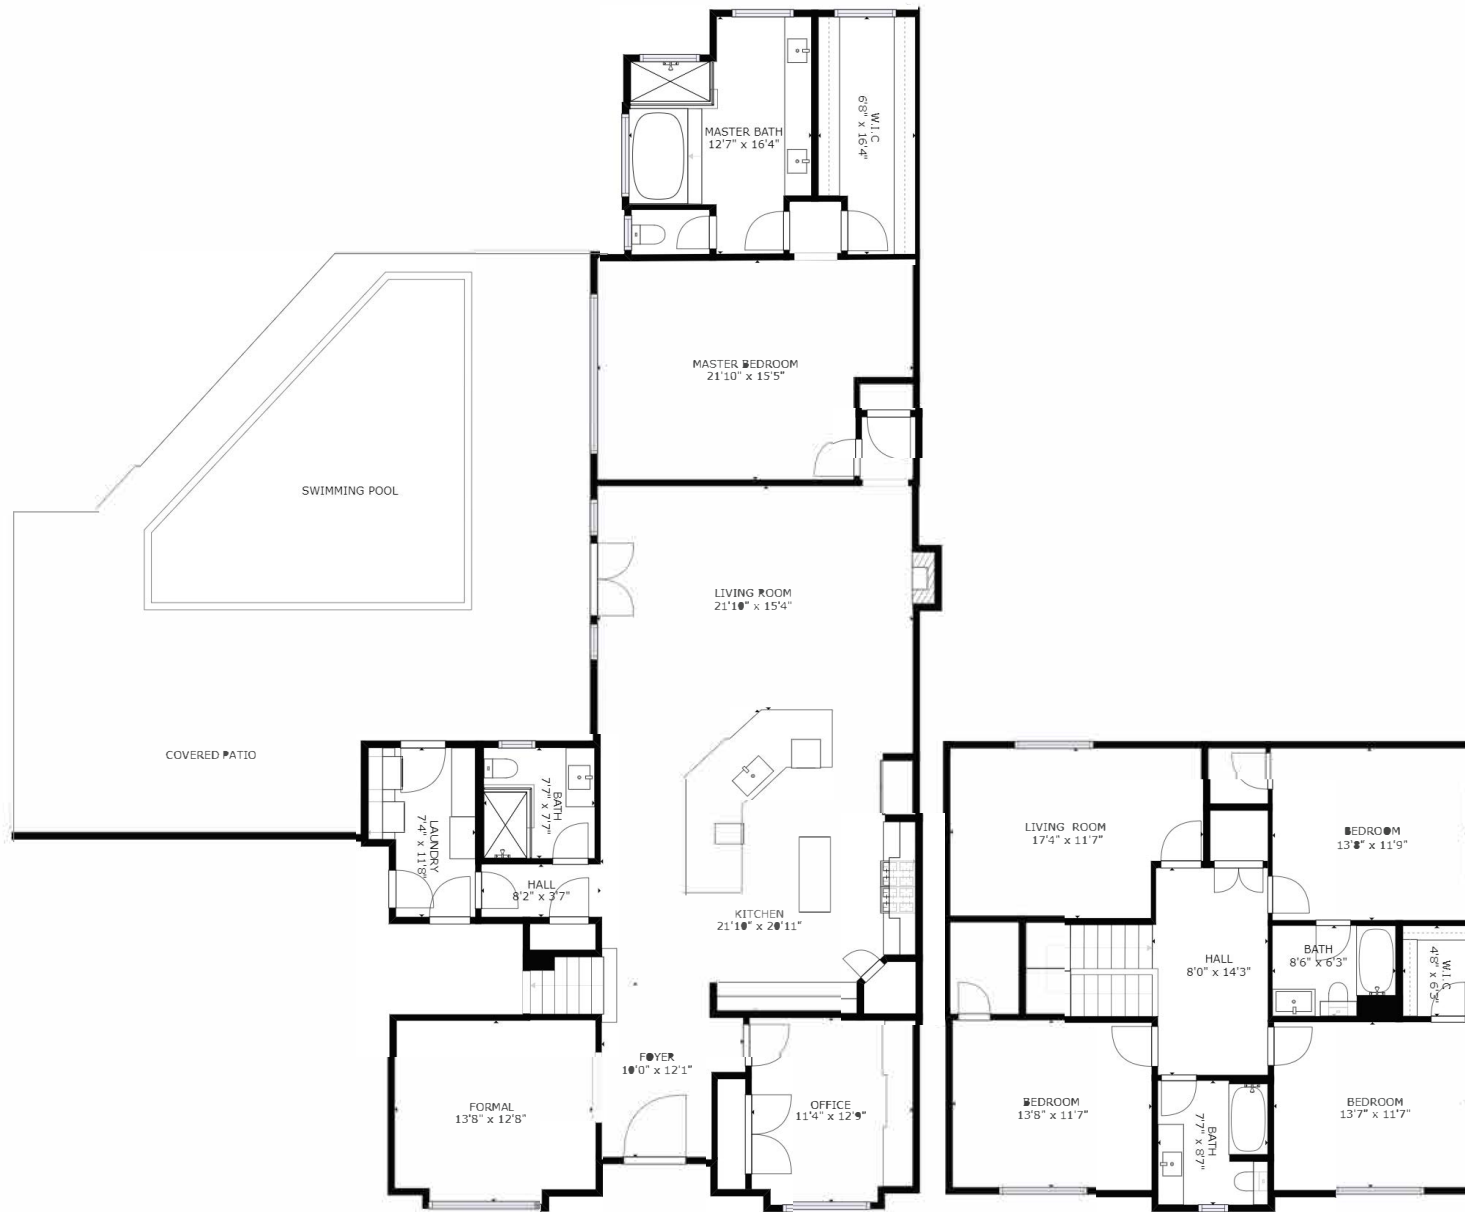 MASTER BATH
12'7" x 16'4"
W.I.C
6'8" x 16'4"
MASTER BEDROOM
21'10" x 15'5"
SWIMMING POOL
LIVING ROOM
21'10" x 15'4"
COVERED PATIO
LAUNDRY
7'4" x 11'8"
BATH
7'7" x 7'7"
HALL
8'2" x 3'7"
KITCHEN
21'10" x 20'11"
FOYER
10'0" x 12'1"
FORMAL
13'8" x 12'8"
OFFICE
11'4" x 12'9"
LIVING ROOM
17'4" x 11'7"
BEDROOM
13'8" x 11'9"
HALL
8'0" x 14'3"
BATH
8'6" x 6'3"
W.I.C
4'8" x 6'3"
BEDROOM
13'8" x 11'7"
BATH
7'7" x 8'7"
BEDROOM
13'7" x 11'7"